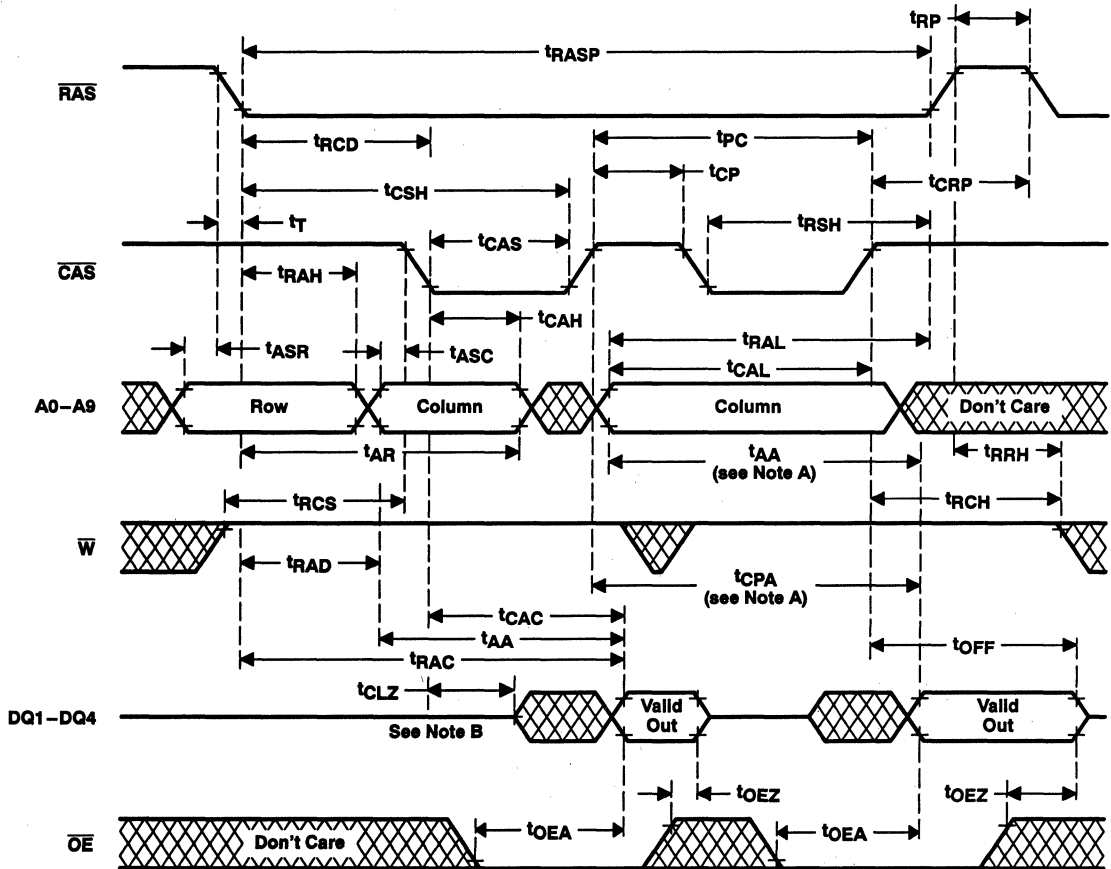 tRP
tRASP
RAS
tRCD
tPC
tCP
tCSH
tCRP
tT
tRSH
tCAS
CAS
tRAH
tCAH
tRAL
tASR
tASC
tCAL
A0–A9
Row
Column
Column
Don't Care
tAR
tAA
(see Note A)
tRRH
tRCS
tRCH
W
tRAD
tCPA
(see Note A)
tCAC
tAA
tOFF
tRAC
tCLZ
DQ1–DQ4
Valid
Out
Valid
Out
See Note B
tOEZ
tOEZ
tOEA
tOEA
OE
Don't Care